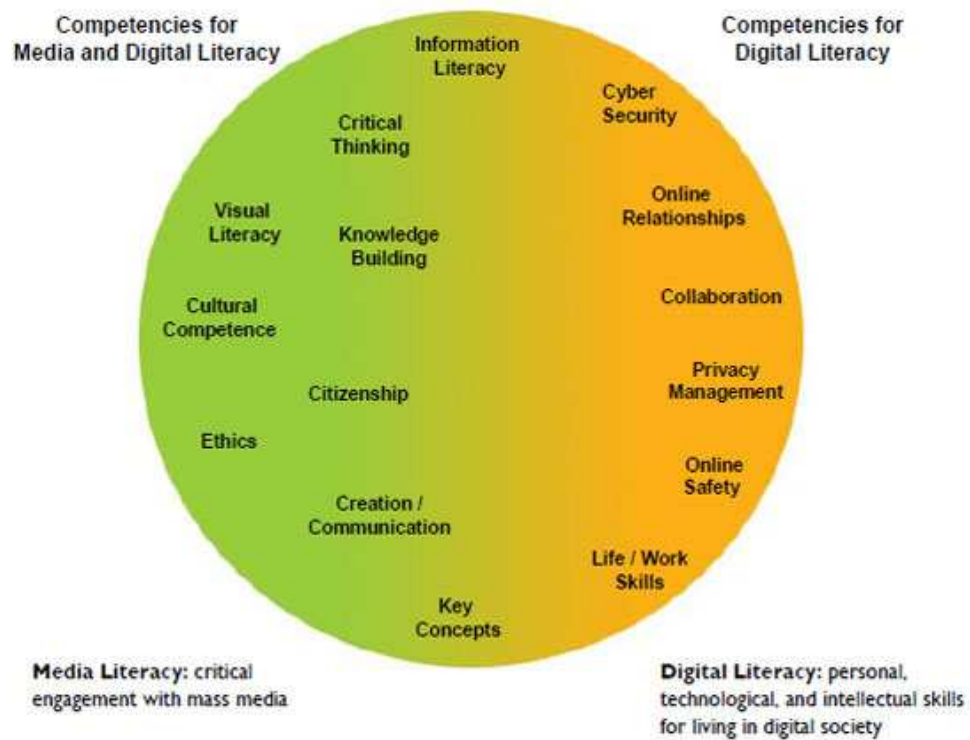 Competencies for
Media and Digital Literacy
Competencies for
Digital Literacy
Information
Literacy
Cyber
Security
Critical
Thinking
Online
Relationships
Visual
Literacy
Knowledge
Building
Collaboration
Cultural
Competence
Privacy
Management
Citizenship
Ethics
Online
Safety
Creation /
Communication
Life / Work
Skills
Key
Concepts
Media Literacy: critical
engagement with mass media
Digital Literacy: personal,
technological, and intellectual skills
for living in digital society